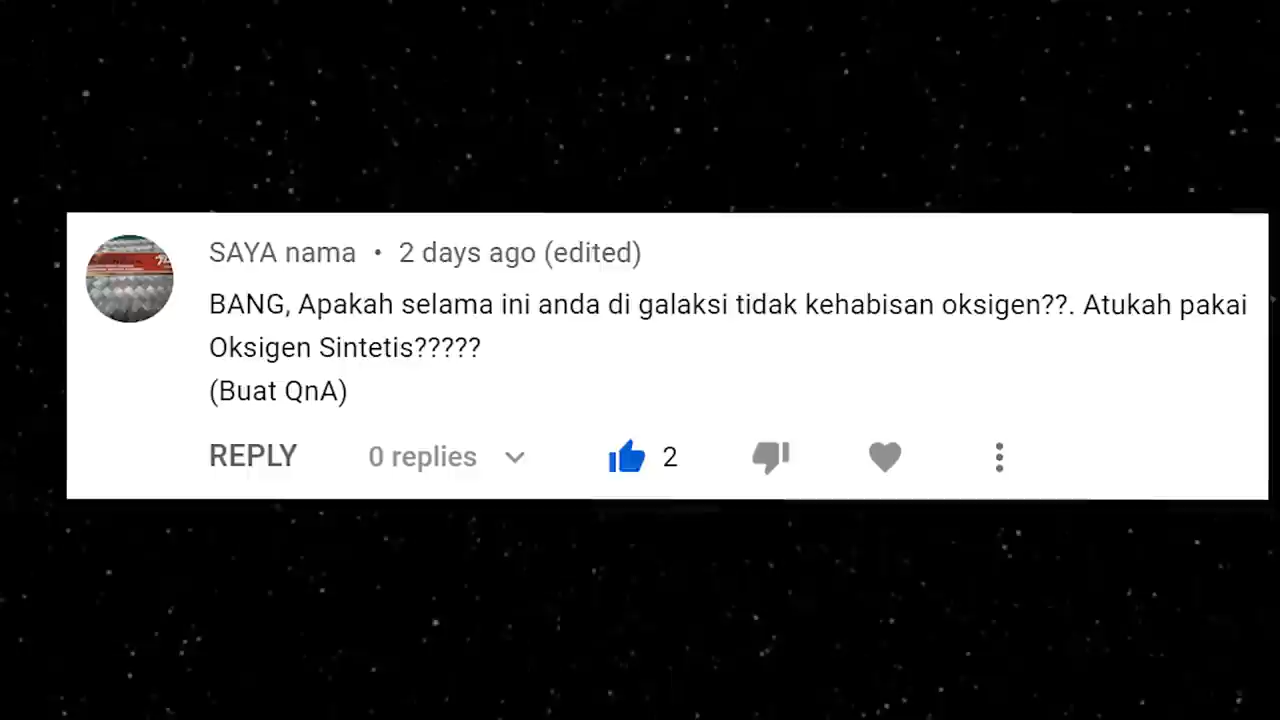 SAYA nama • 2 days ago (edited)
BANG, Apakah selama ini anda di galaksi tidak kehabisan oksigen??. Atukah pakai
Oksigen Sintetis?????
(Buat QnA)
REPLY 0 replies 2